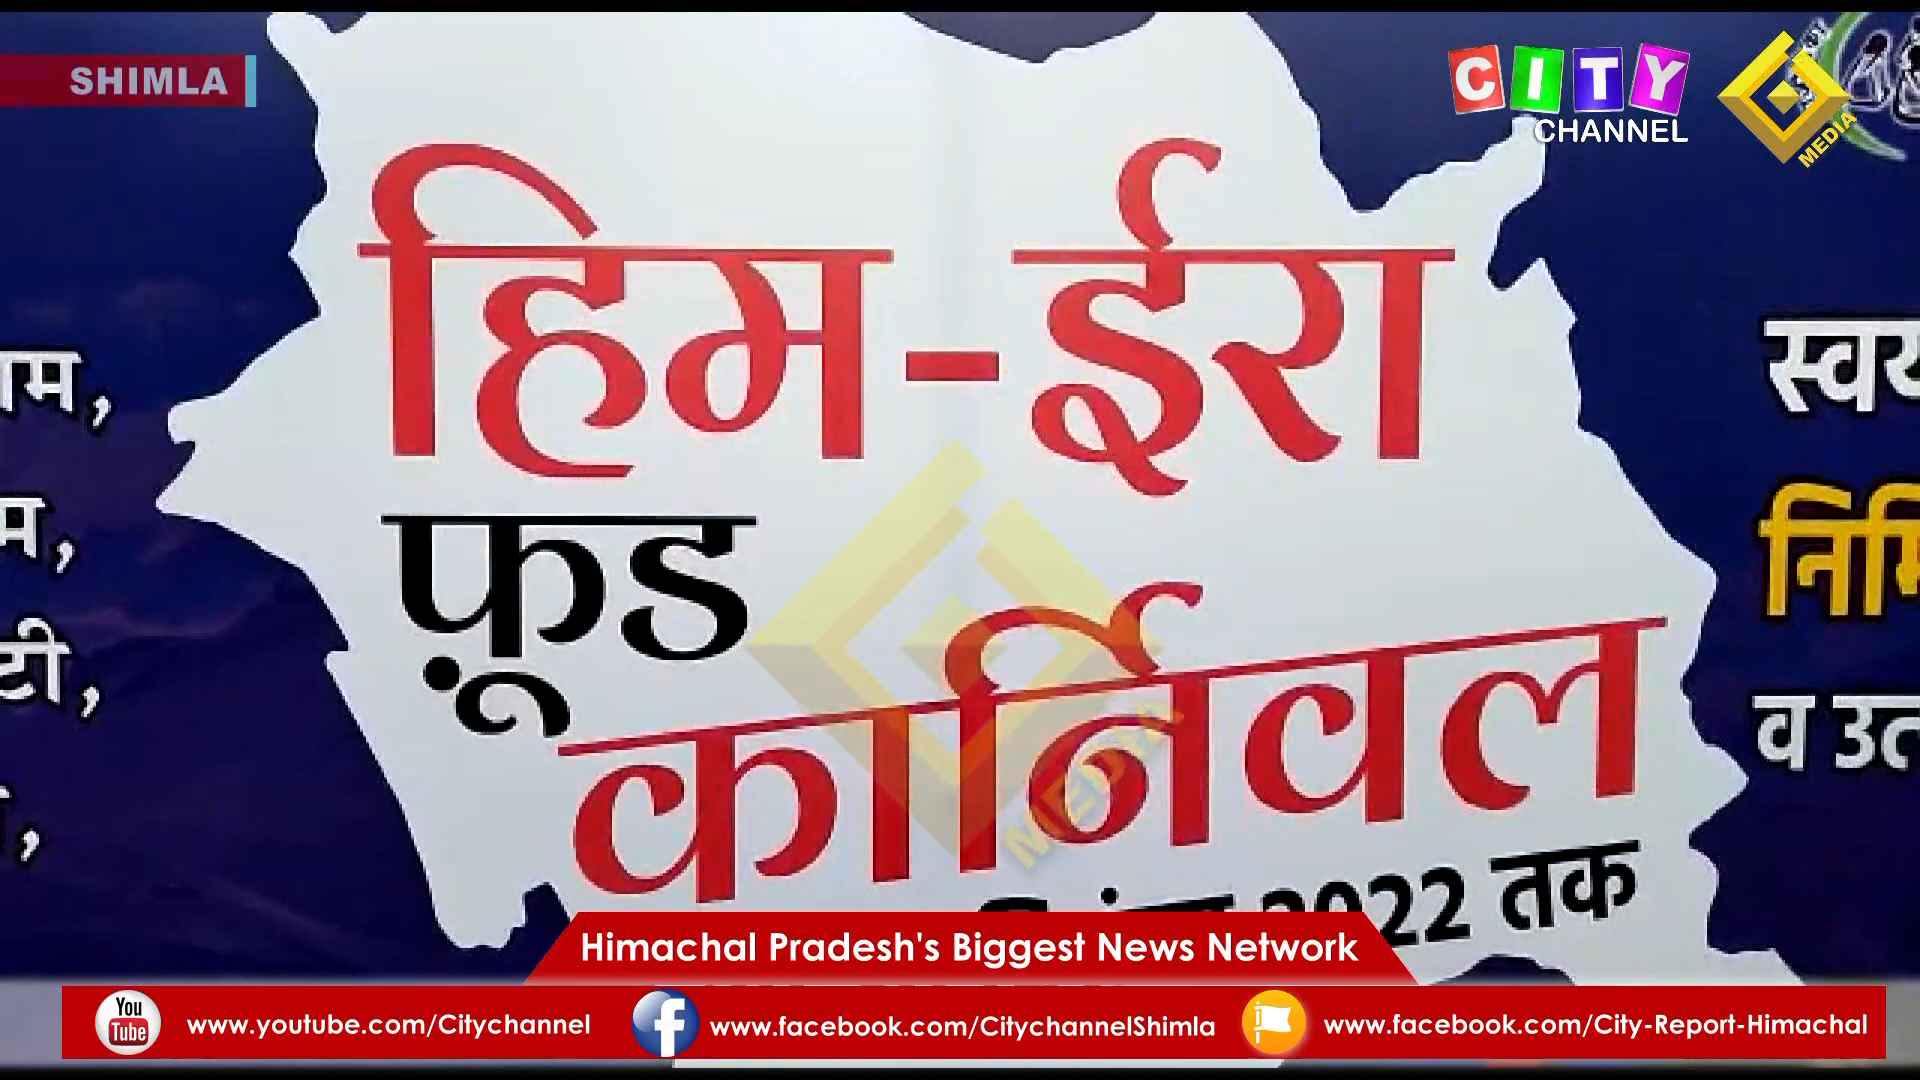 SHIMLA
CITY
CHANNEL
MEDIA
हिम-ईरा
फ़ूड
कार्निवल
2022 तक
व
MEDIA
Himachal Pradesh's Biggest News Network
You Tube
www.youtube.com/Citychannel
www.facebook.com/CitychannelShimla
www.facebook.com/City-Report-Himachal